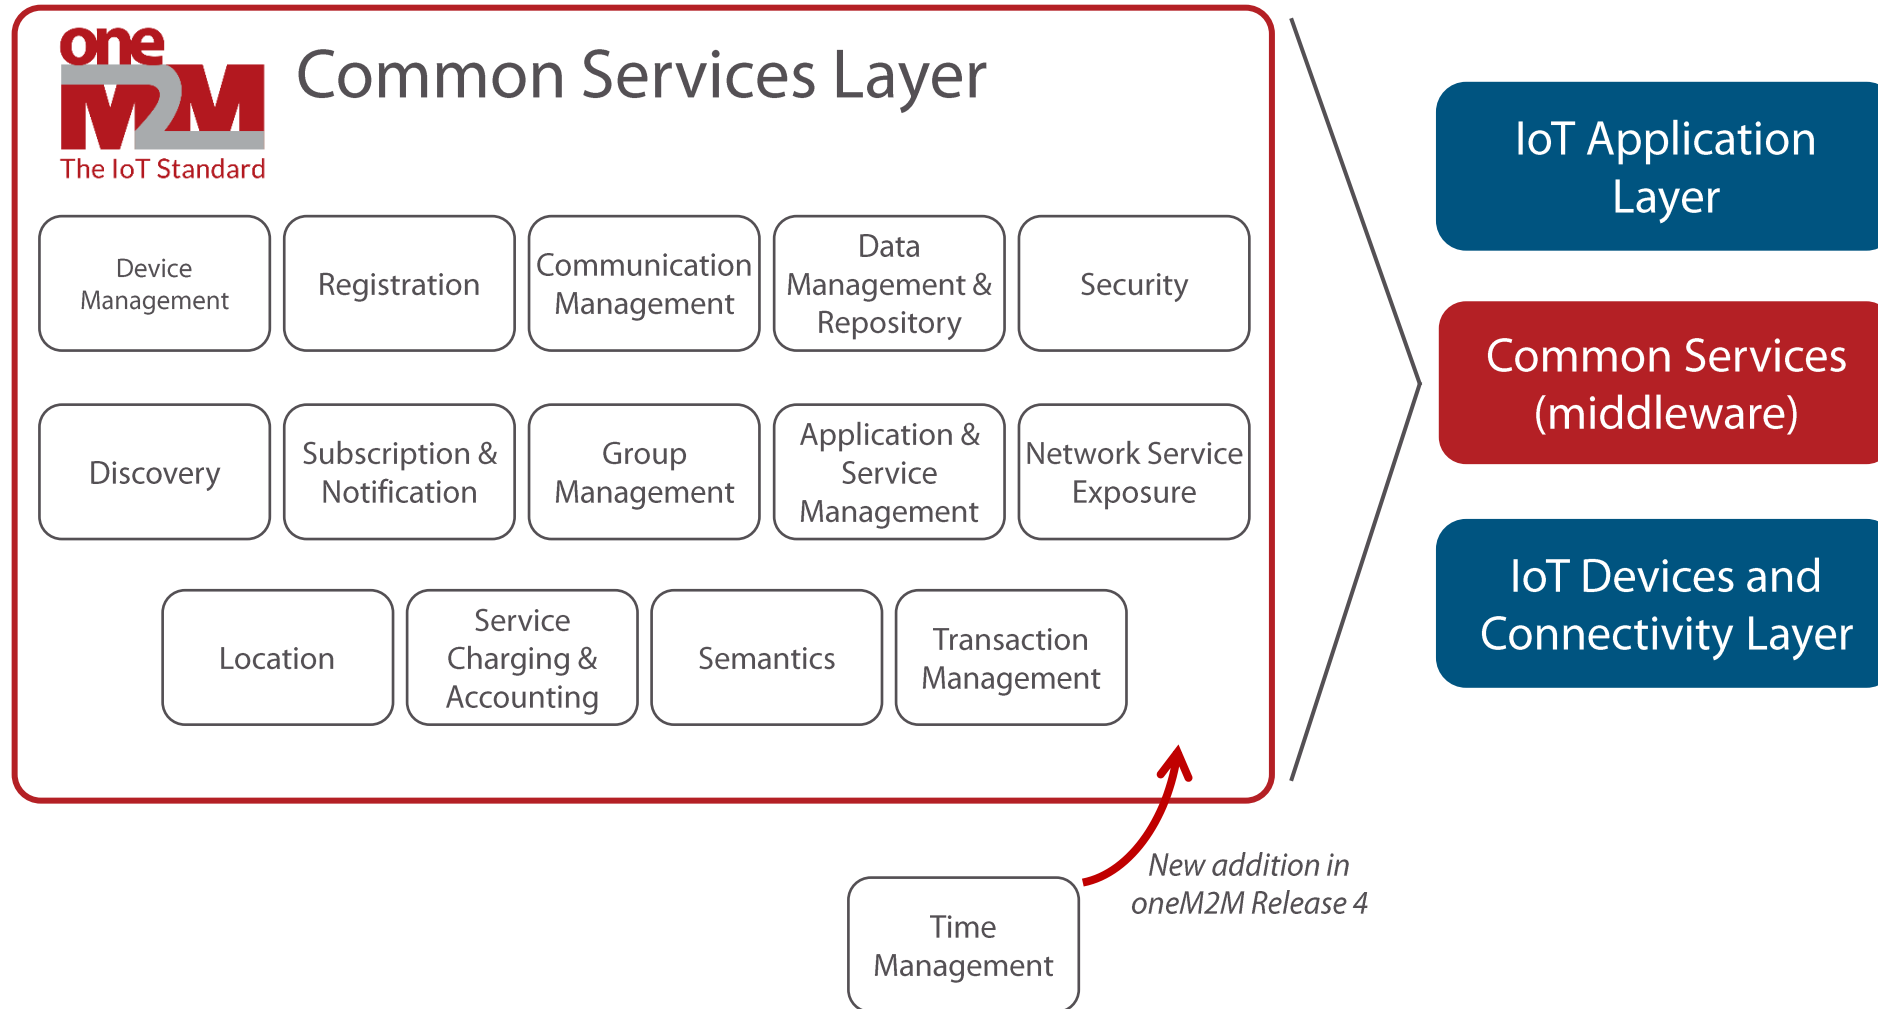 one
M2M
The IoT Standard
Common Services Layer
Device
Management
Registration
Communication
Management
Data
Management &
Repository
Security
Discovery
Subscription &
Notification
Group
Management
Application &
Service
Management
Network Service
Exposure
Location
Service
Charging &
Accounting
Semantics
Transaction
Management
New addition in
oneM2M Release 4
Time
Management
IoT Application
Layer
Common Services
(middleware)
IoT Devices and
Connectivity Layer